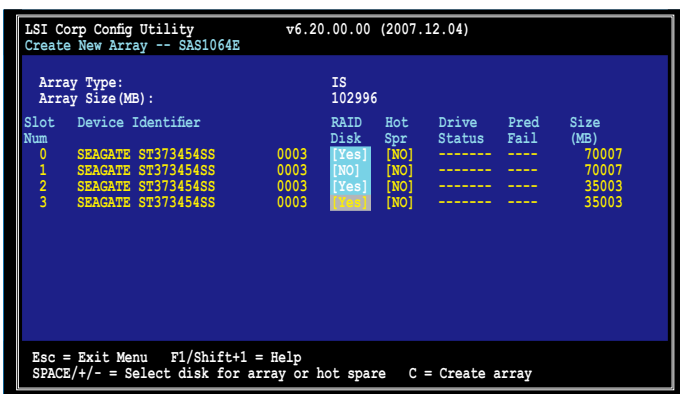 LSI Corp Config Utility v6.20.00.00 (2007.12.04)
Create New Array -- SAS1064E
Array Type: IS
Array Size(MB): 102996
Slot Device Identifier RAID Hot Drive Pred Size
Num Disk Spr Status Fail (MB)
0 SEAGATE ST373454SS 0003 [Yes] [NO] ------- ---- 70007
1 SEAGATE ST373454SS 0003 [NO] [NO] ------- ---- 70007
2 SEAGATE ST373454SS 0003 [Yes] [NO] ------- ---- 35003
3 SEAGATE ST373454SS 0003 [Yes] [NO] ------- ---- 35003
Esc = Exit Menu F1/Shift+1 = Help
SPACE/+/- = Select disk for array or hot spare C = Create array